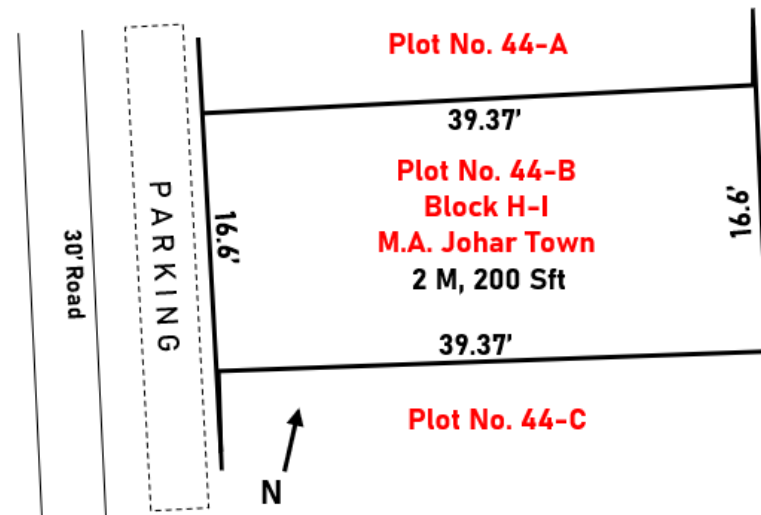 Plot No. 44-A
39.37'
Plot No. 44-B
Block H-I
M.A. Johar Town
2 M, 200 Sft
16.6'
16.6'
PARKING
30' Road
39.37'
Plot No. 44-C
N